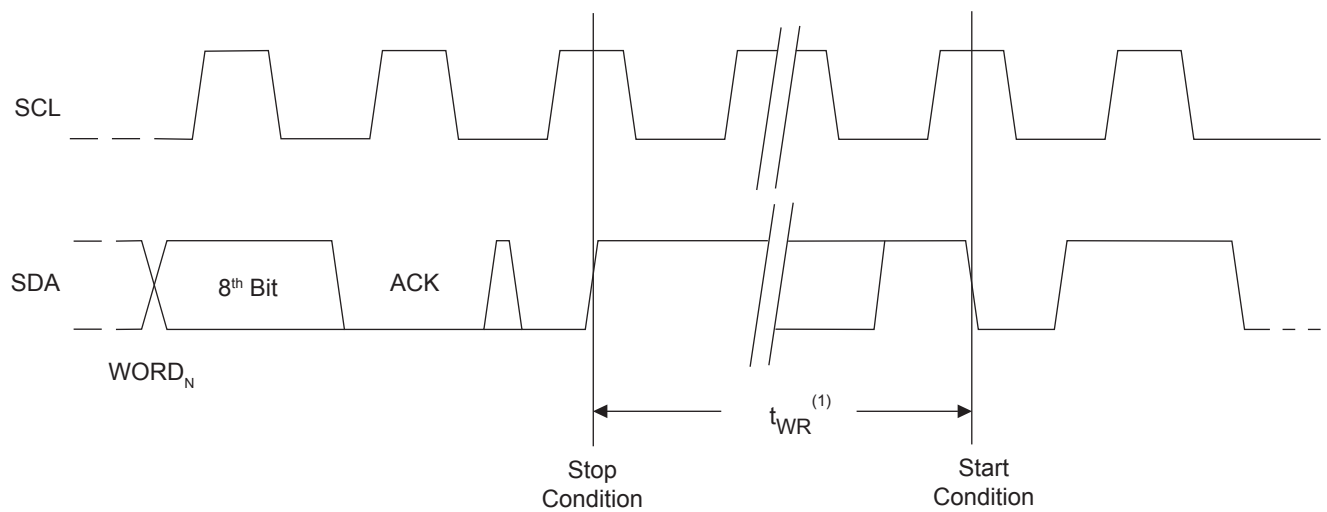 SCL
SDA
8th Bit
ACK
WORDN
tWR(1)
Stop
Condition
Start
Condition